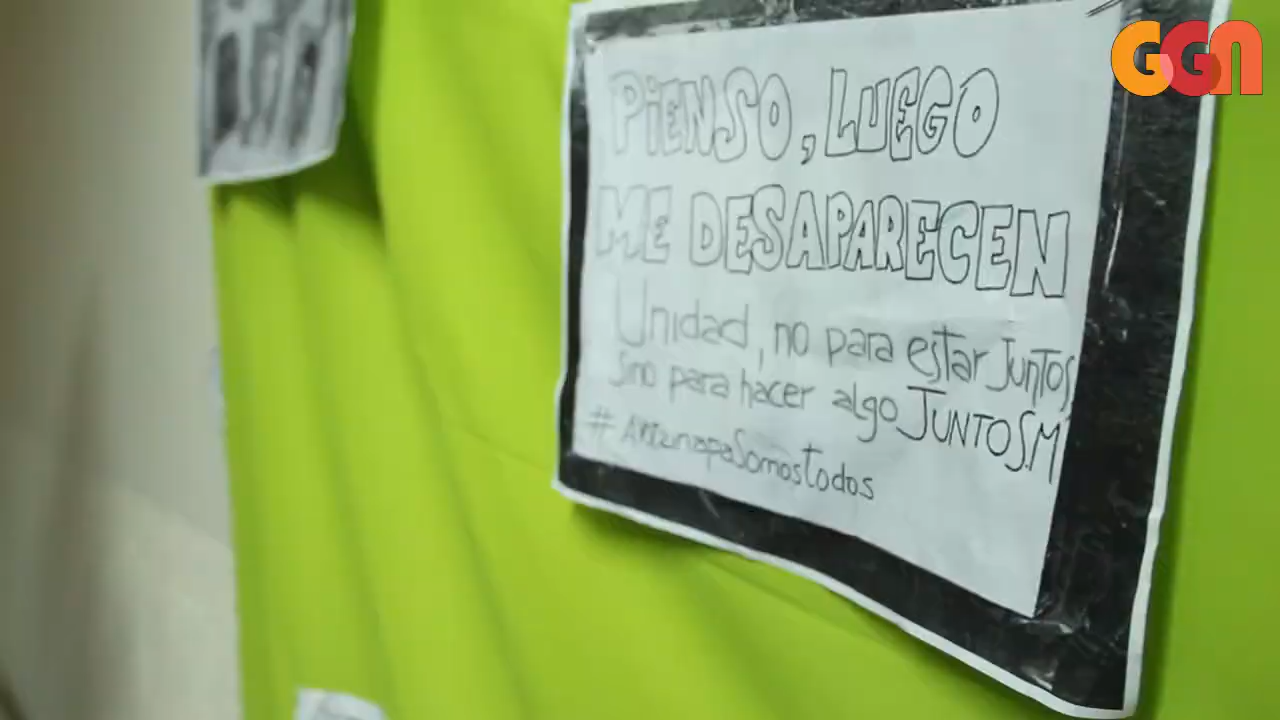 GGN
PIENSO, LUEGO
ME DESAPARECEN
Unidad, no para estar JUNTOS
Sino para hacer algo JUNTOS.M
#AYOTZINAPASomostodos